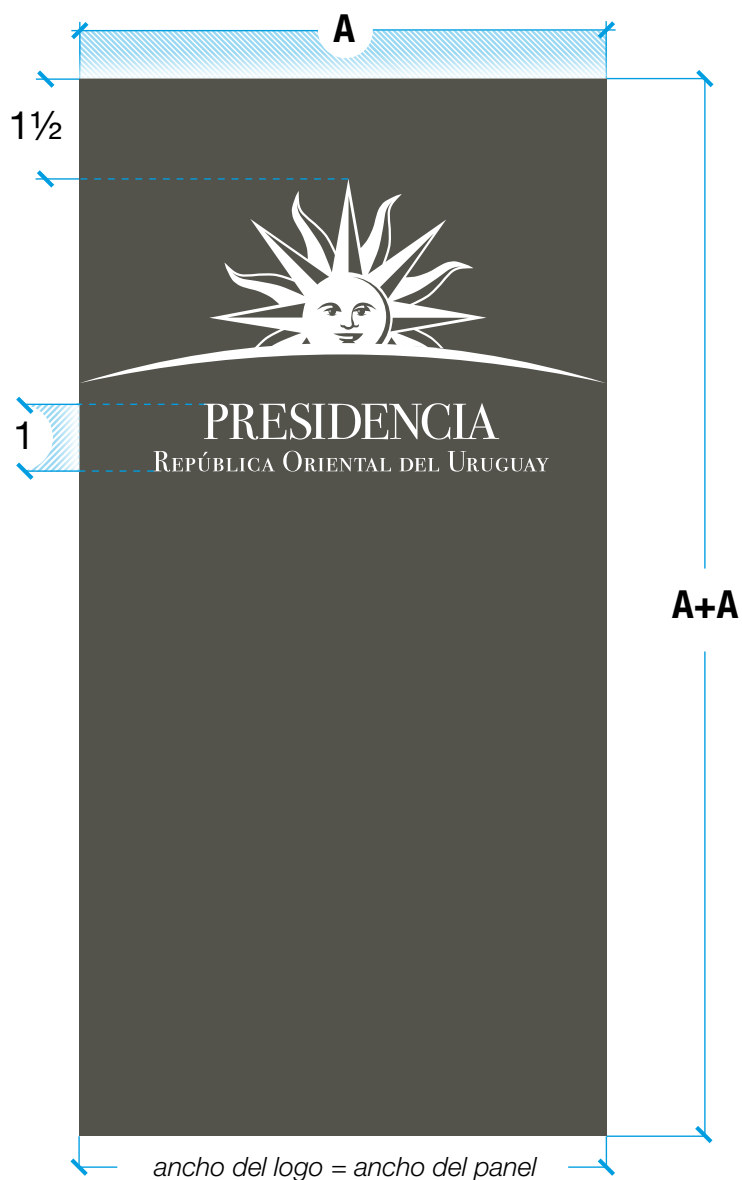 A
1½
PRESIDENCIA
1
REPÚBLICA ORIENTAL DEL URUGUAY
A+A
ancho del logo = ancho del panel